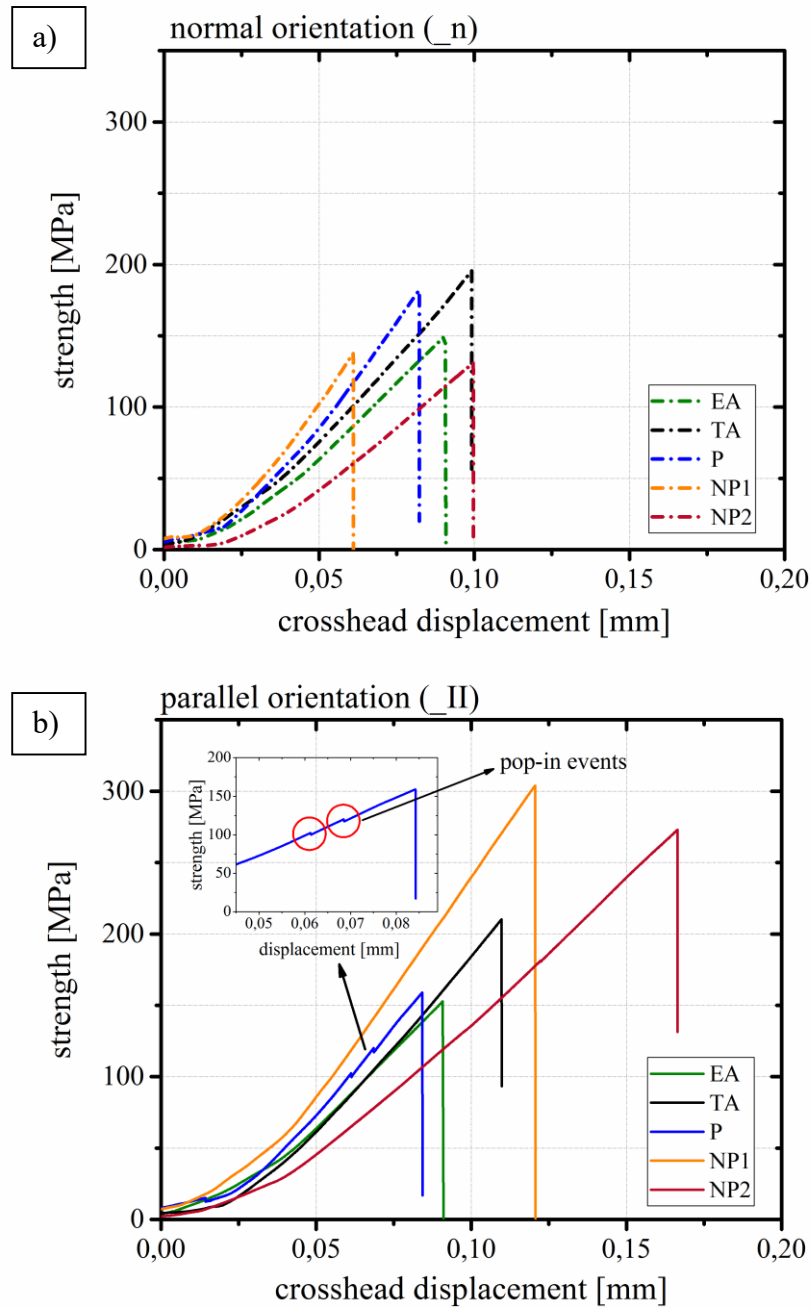 a)
normal orientation (_n)
300
200
100
0
strength [MPa]
EA
TA
P
NP1
NP2
0,00 0,05 0,10 0,15 0,20
crosshead displacement [mm]
b)
parallel orientation (_II)
pop-in events
200
150
100
50
0
strength [MPa]
0,05 0,06 0,07 0,08
displacement [mm]
300
200
100
0
strength [MPa]
EA
TA
P
NP1
NP2
0,00 0,05 0,10 0,15 0,20
crosshead displacement [mm]